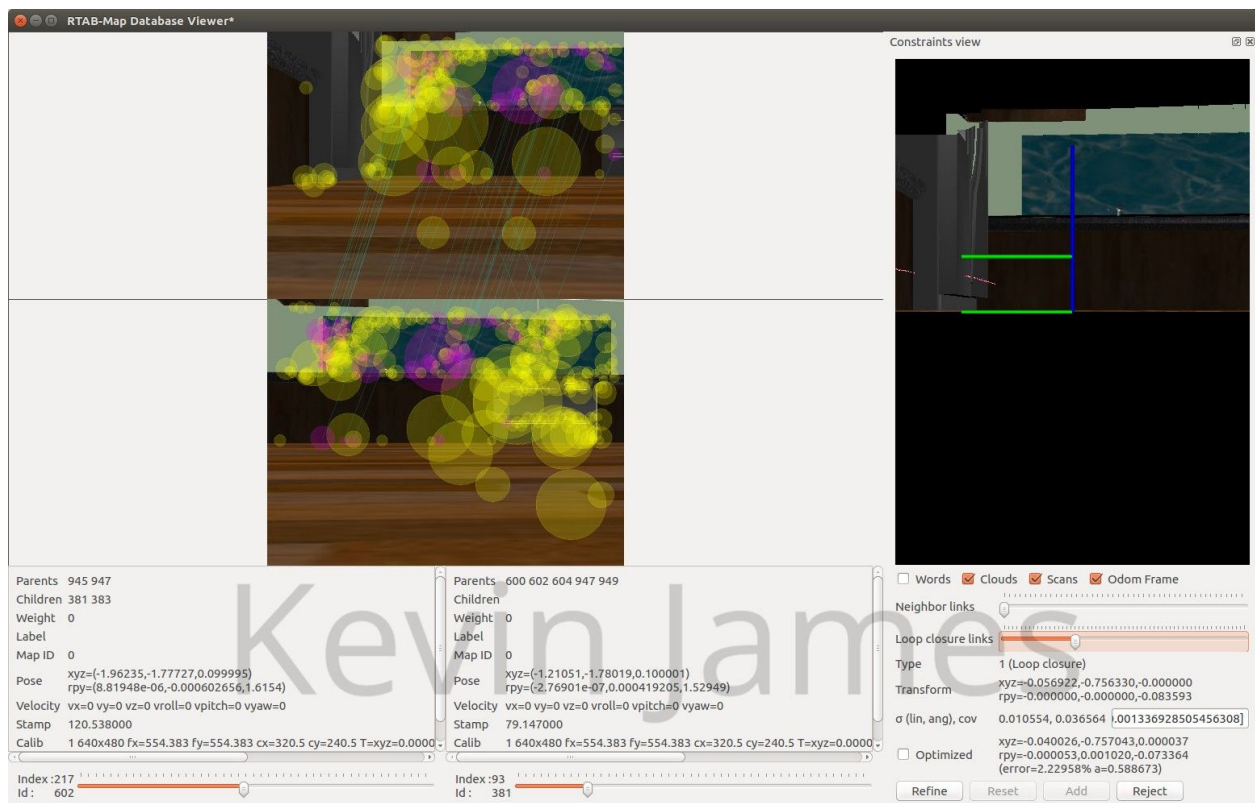 RTAB-Map Database Viewer*
Constraints view
Parents 945 947
Children 381 383
Weight 0
Label
Map ID 0
Pose xyz=(-1.96235,-1.77727,0.099995)
rpy=(8.81948e-06,-0.000602656,1.6154)
Velocity vx=0 vy=0 vz=0 vroll=0 vpitch=0 vyaw=0
Stamp 120.538000
Calib 1 640x480 fx=554.383 fy=554.383 cx=320.5 cy=240.5 T=xyz=0.0000
Index :217
Id : 602
Parents 600 602 604 947 949
Children
Weight 0
Label
Map ID 0
Pose xyz=(-1.21051,-1.78019,0.100001)
rpy=(-2.76901e-07,0.000419205,1.52949)
Velocity vx=0 vy=0 vz=0 vroll=0 vpitch=0 vyaw=0
Stamp 79.147000
Calib 1 640x480 fx=554.383 fy=554.383 cx=320.5 cy=240.5 T=xyz=0.0000
Index :93
Id : 381
Words Clouds Scans Odom Frame
Neighbor links
Loop closure links
Type 1 (Loop closure)
Transform xyz=-0.056922,-0.756330,-0.000000
rpy=-0.000000,-0.000000,-0.083593
σ (lin, ang), cov 0.010554, 0.036564 0.001336928505456308]
Optimized xyz=-0.040026,-0.757043,0.000037
rpy=-0.000053,0.001020,-0.073364
(error=2.22958% a=0.588673)
Refine Reset Add Reject
Kevin James